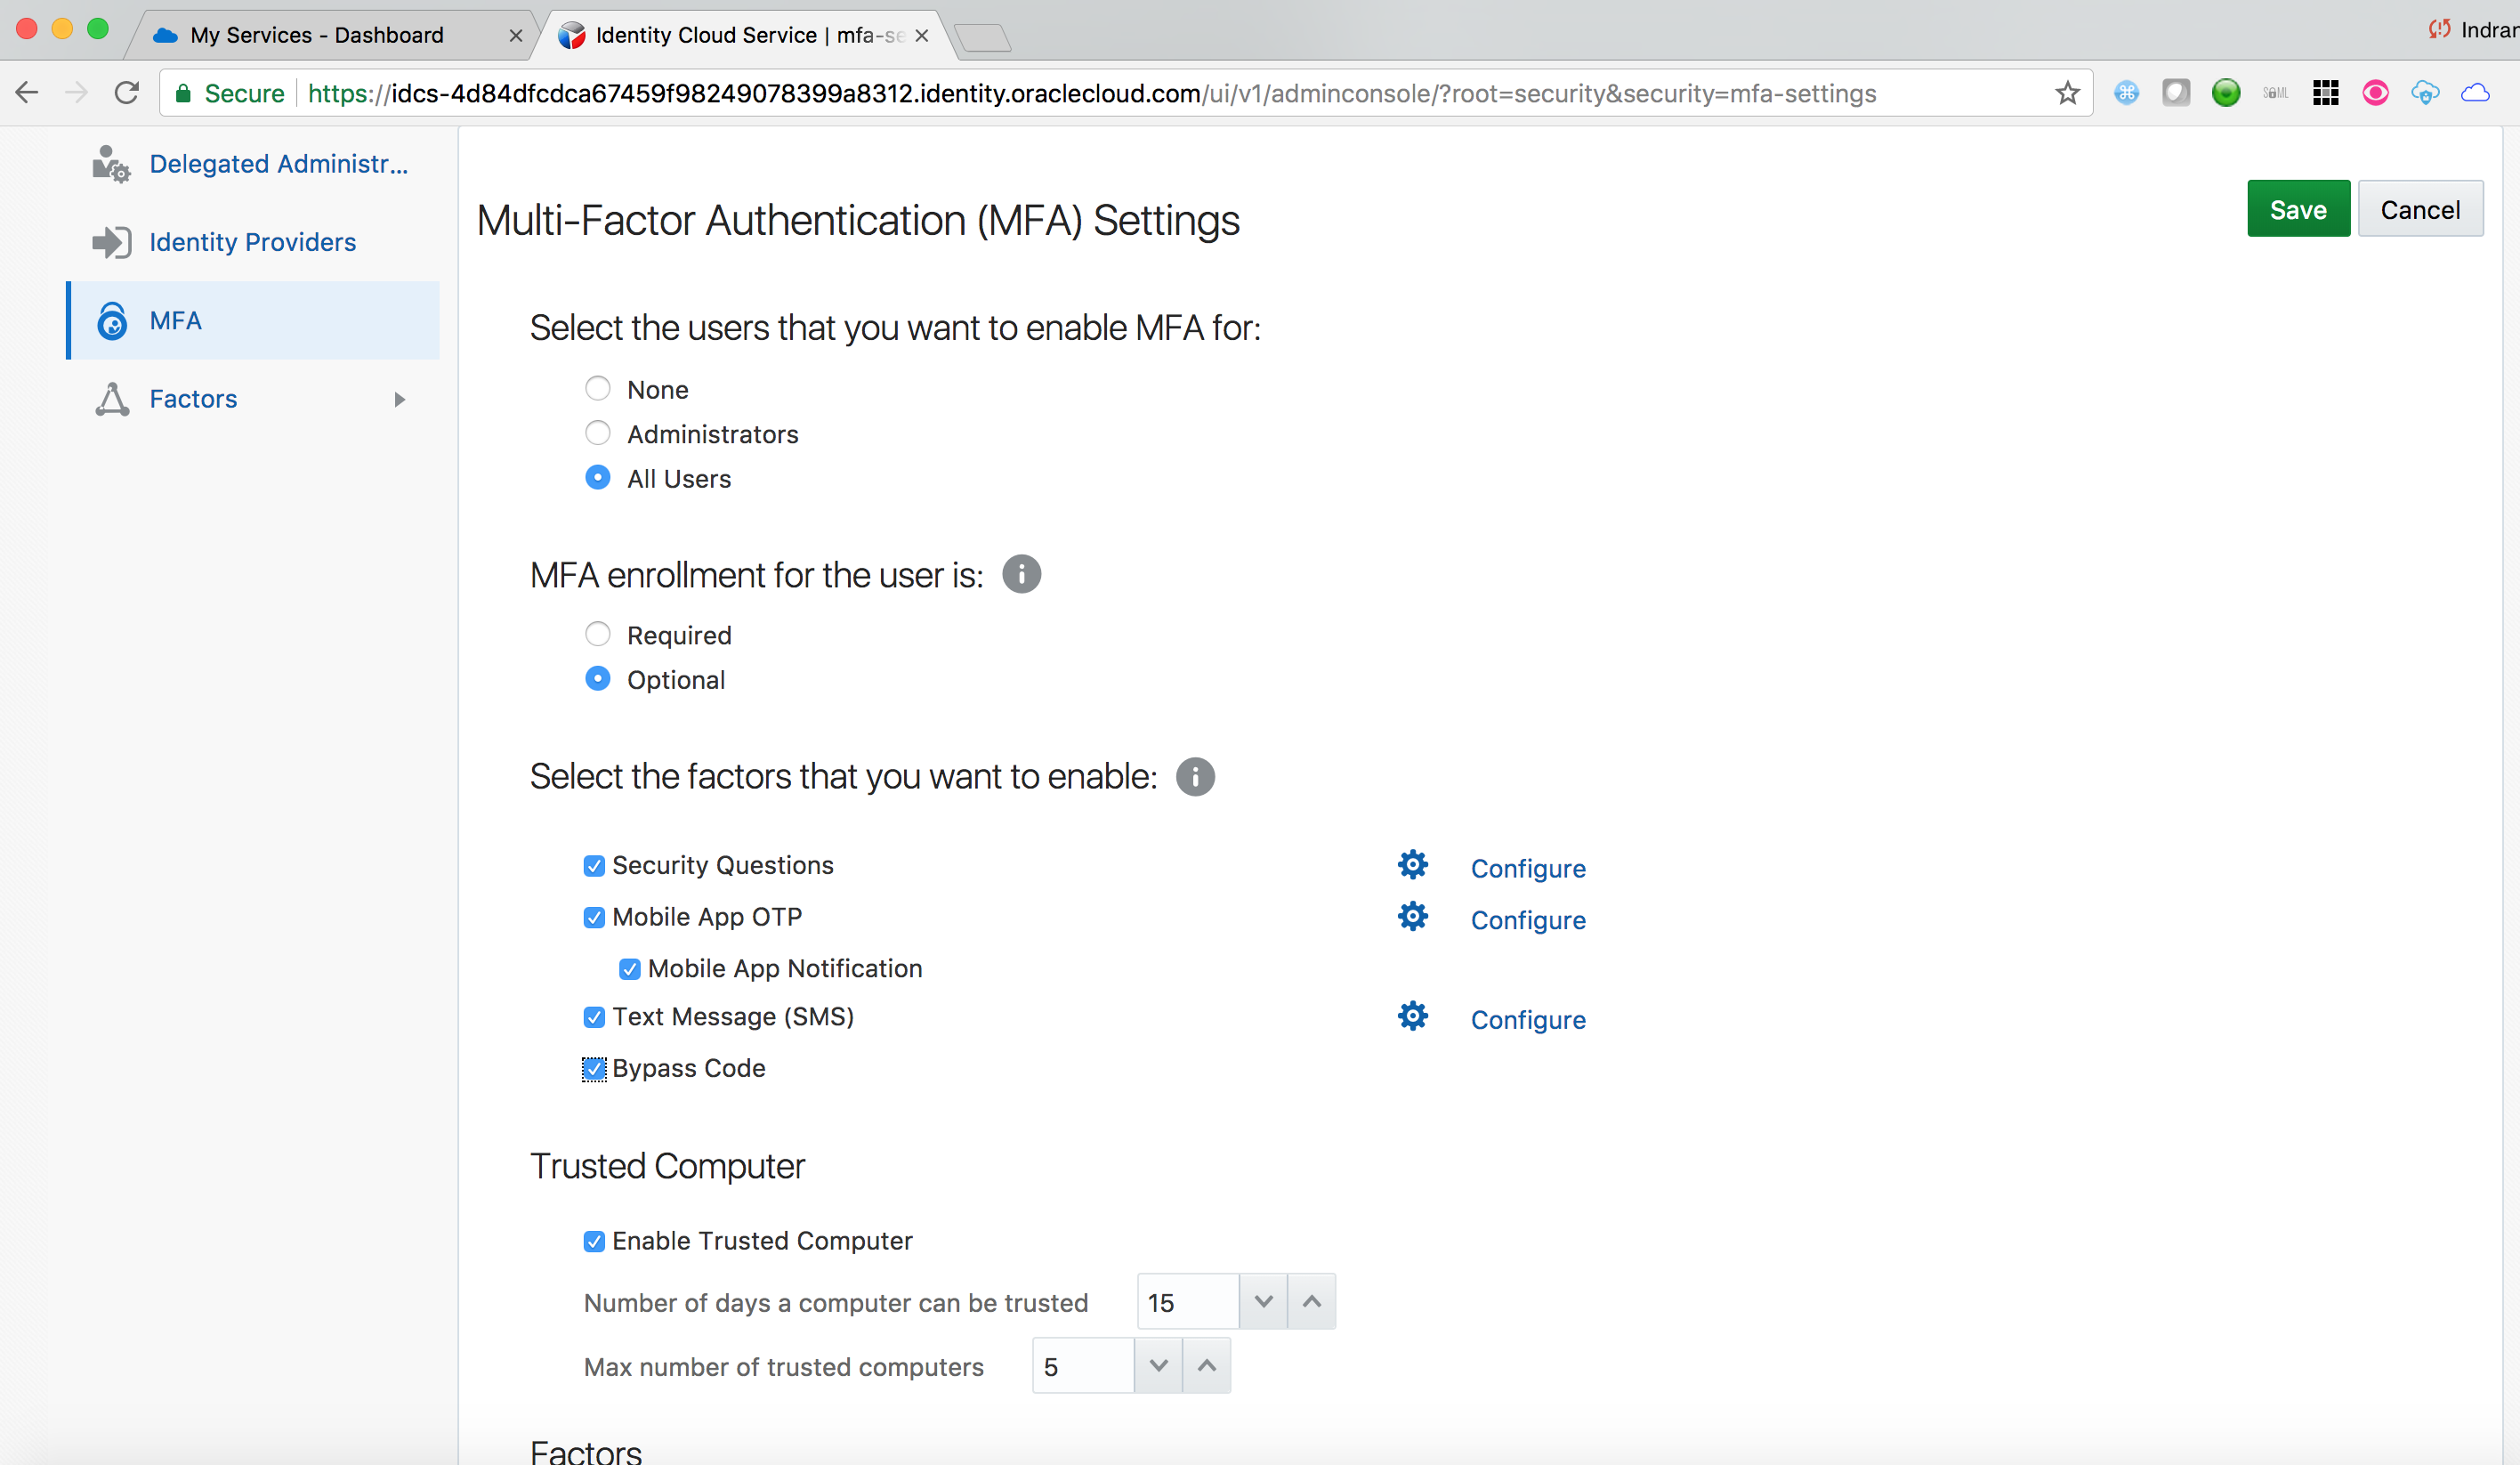 My Services - Dashboard
Identity Cloud Service | mfa-se
Indran
Secure
https://idcs-4d84dfcdca67459f98249078399a8312.identity.oraclecloud.com/ui/v1/adminconsole/?root=security&security=mfa-settings
Delegated Administr...
Identity Providers
MFA
Factors
Multi-Factor Authentication (MFA) Settings
Save
Cancel
Select the users that you want to enable MFA for:
None
Administrators
All Users
MFA enrollment for the user is:
Required
Optional
Select the factors that you want to enable:
Security Questions Configure
Mobile App OTP Configure
Mobile App Notification
Text Message (SMS) Configure
Bypass Code
Trusted Computer
Enable Trusted Computer
Number of days a computer can be trusted 15
Max number of trusted computers 5
Factors